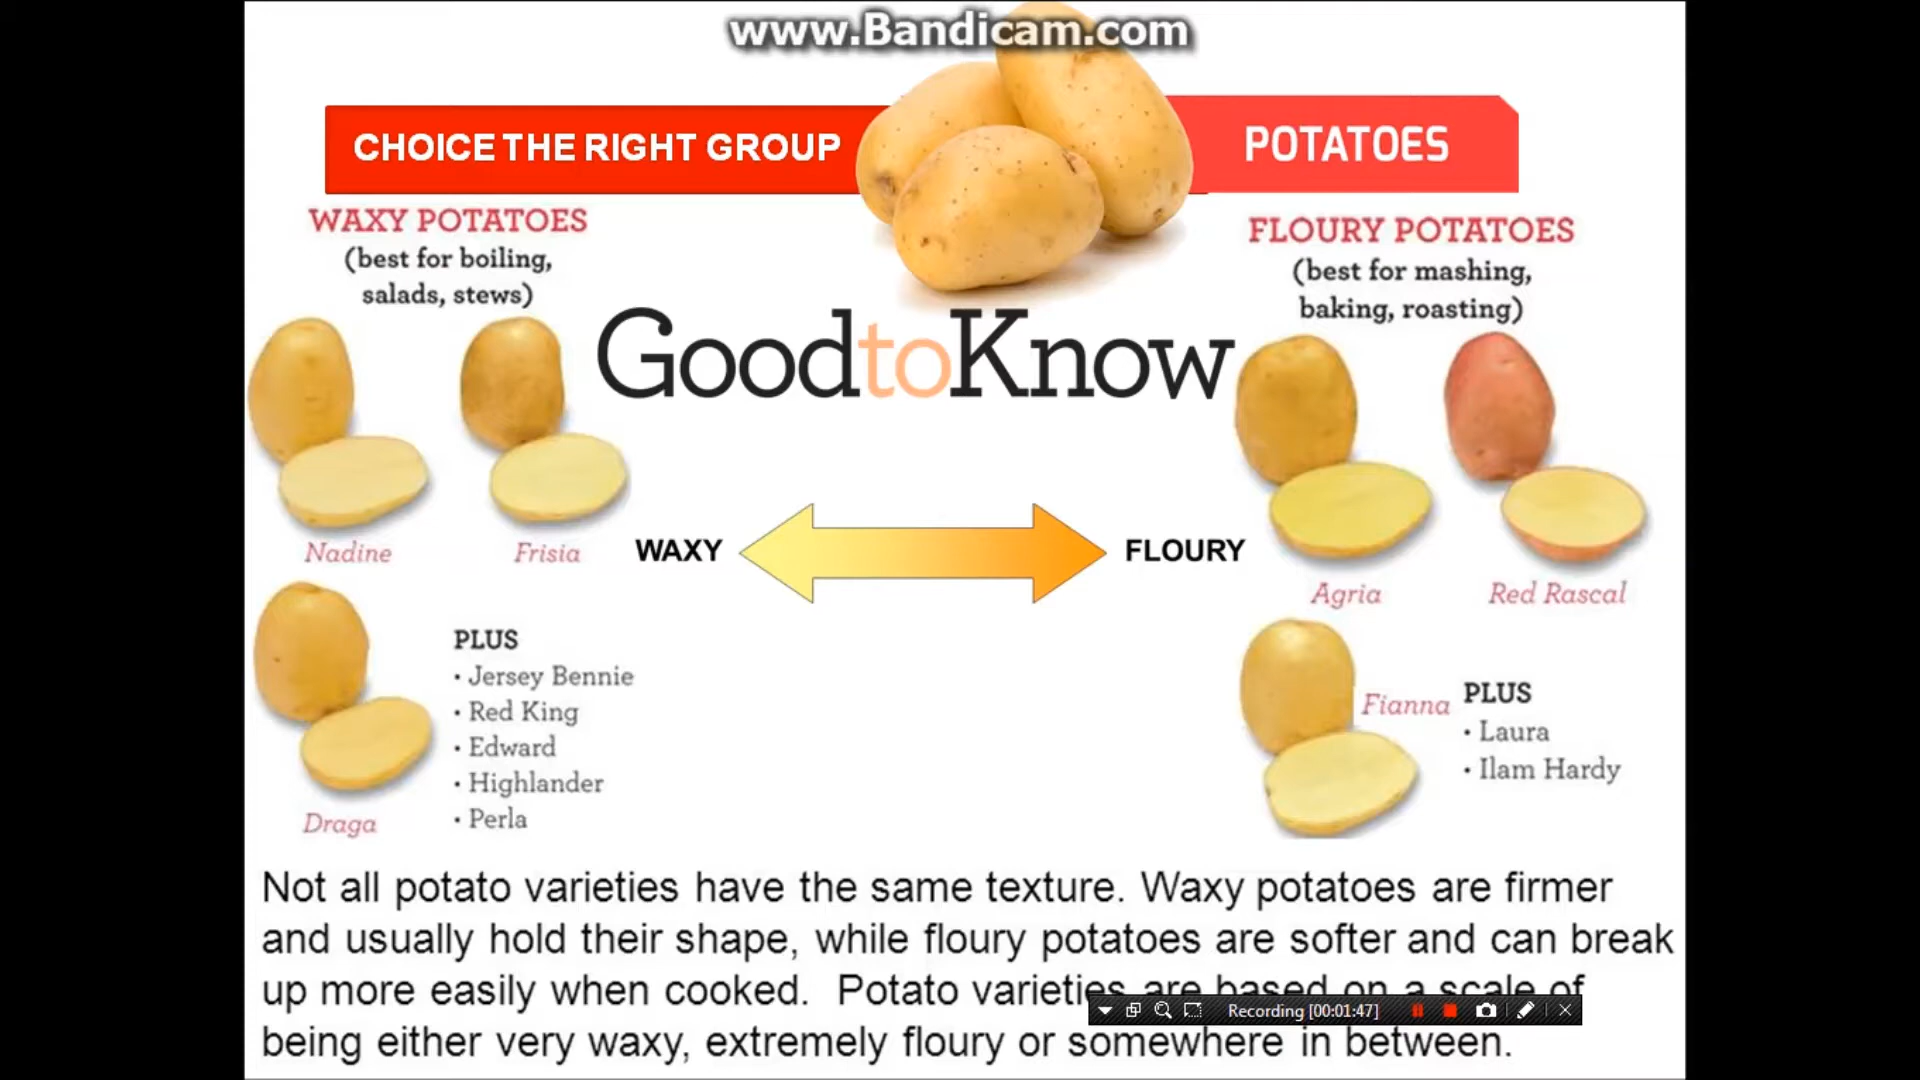 www.Bandicam.com
CHOICE THE RIGHT GROUP
POTATOES
WAXY POTATOES
(best for boiling,
salads, stews)
FLOURY POTATOES
(best for mashing,
baking, roasting)
GoodtoKnow
Nadine
Frisia
WAXY
FLOURY
Agria
Red Rascal
Draga
PLUS
• Jersey Bennie
• Red King
• Edward
• Highlander
• Perla
Fianna
PLUS
• Laura
• Ilam Hardy
Not all potato varieties have the same texture. Waxy potatoes are firmer
and usually hold their shape, while floury potatoes are softer and can break
up more easily when cooked. Potato varieties are based on a scale of
Recording [00:01:47]
being either very waxy, extremely floury or somewhere in between.